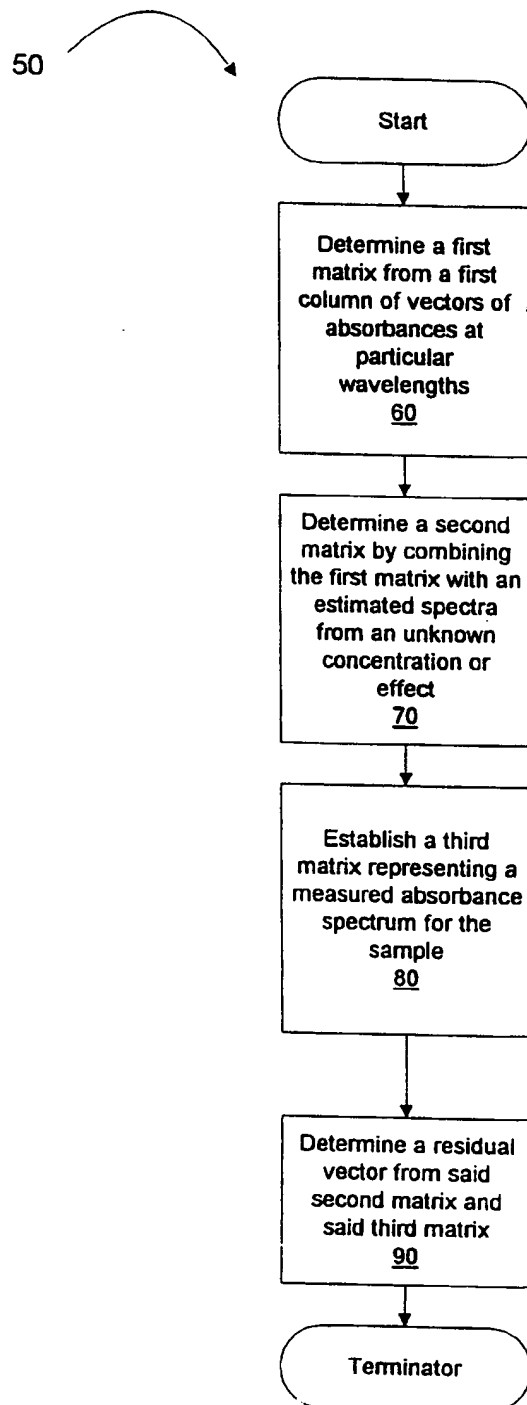 50
Start
Determine a first
matrix from a first
column of vectors of
absorbances at
particular
wavelengths
60
Determine a second
matrix by combining
the first matrix with an
estimated spectra
from an unknown
concentration or
effect
70
Establish a third
matrix representing a
measured absorbance
spectrum for the
sample
80
Determine a residual
vector from said
second matrix and
said third matrix
90
Terminator